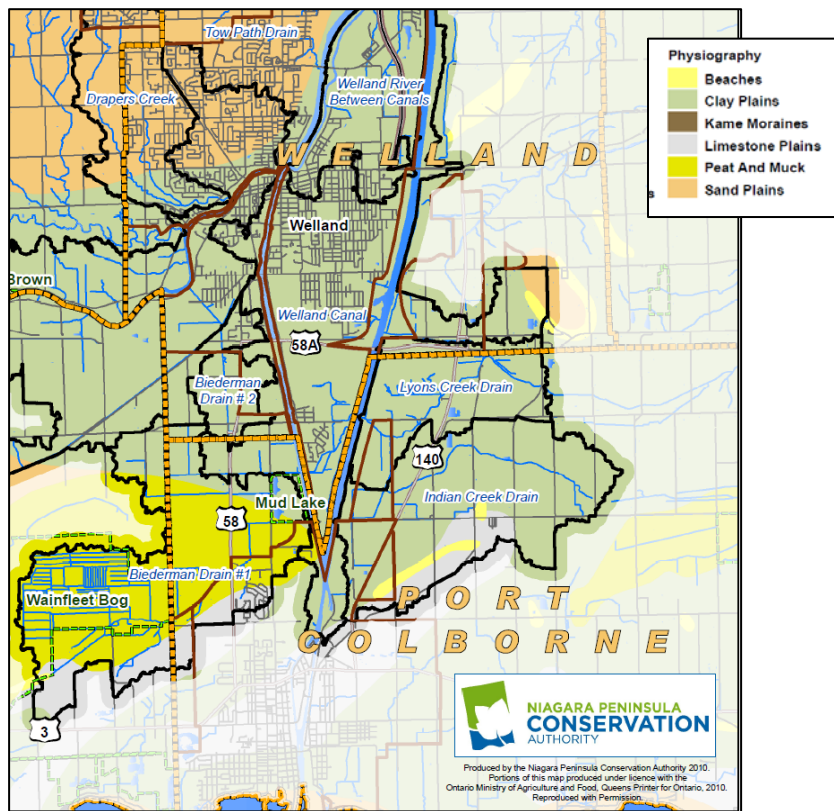 Tow Path Drain
Drapers Creek
Welland River
Between Canals
WELLAND
Welland
Brown
Welland Canal
58A
Biederman
Drain # 2
Lyons Creek Drain
140
Mud Lake
Indian Creek Drain
58
Biederman Drain #1
Wainfleet Bog
PORT
COLBORNE
3
Physiography
Beaches
Clay Plains
Kame Moraines
Limestone Plains
Peat And Muck
Sand Plains
s
NIAGARA PENINSULA
CONSERVATION
AUTHORITY
Produced by the Niagara Peninsula Conservation Authority 2010.
Portions of this map produced under licence with the
Ontario Ministry of Agriculture and Food, Queens Printer for Ontario, 2010.
Reproduced with Permission.